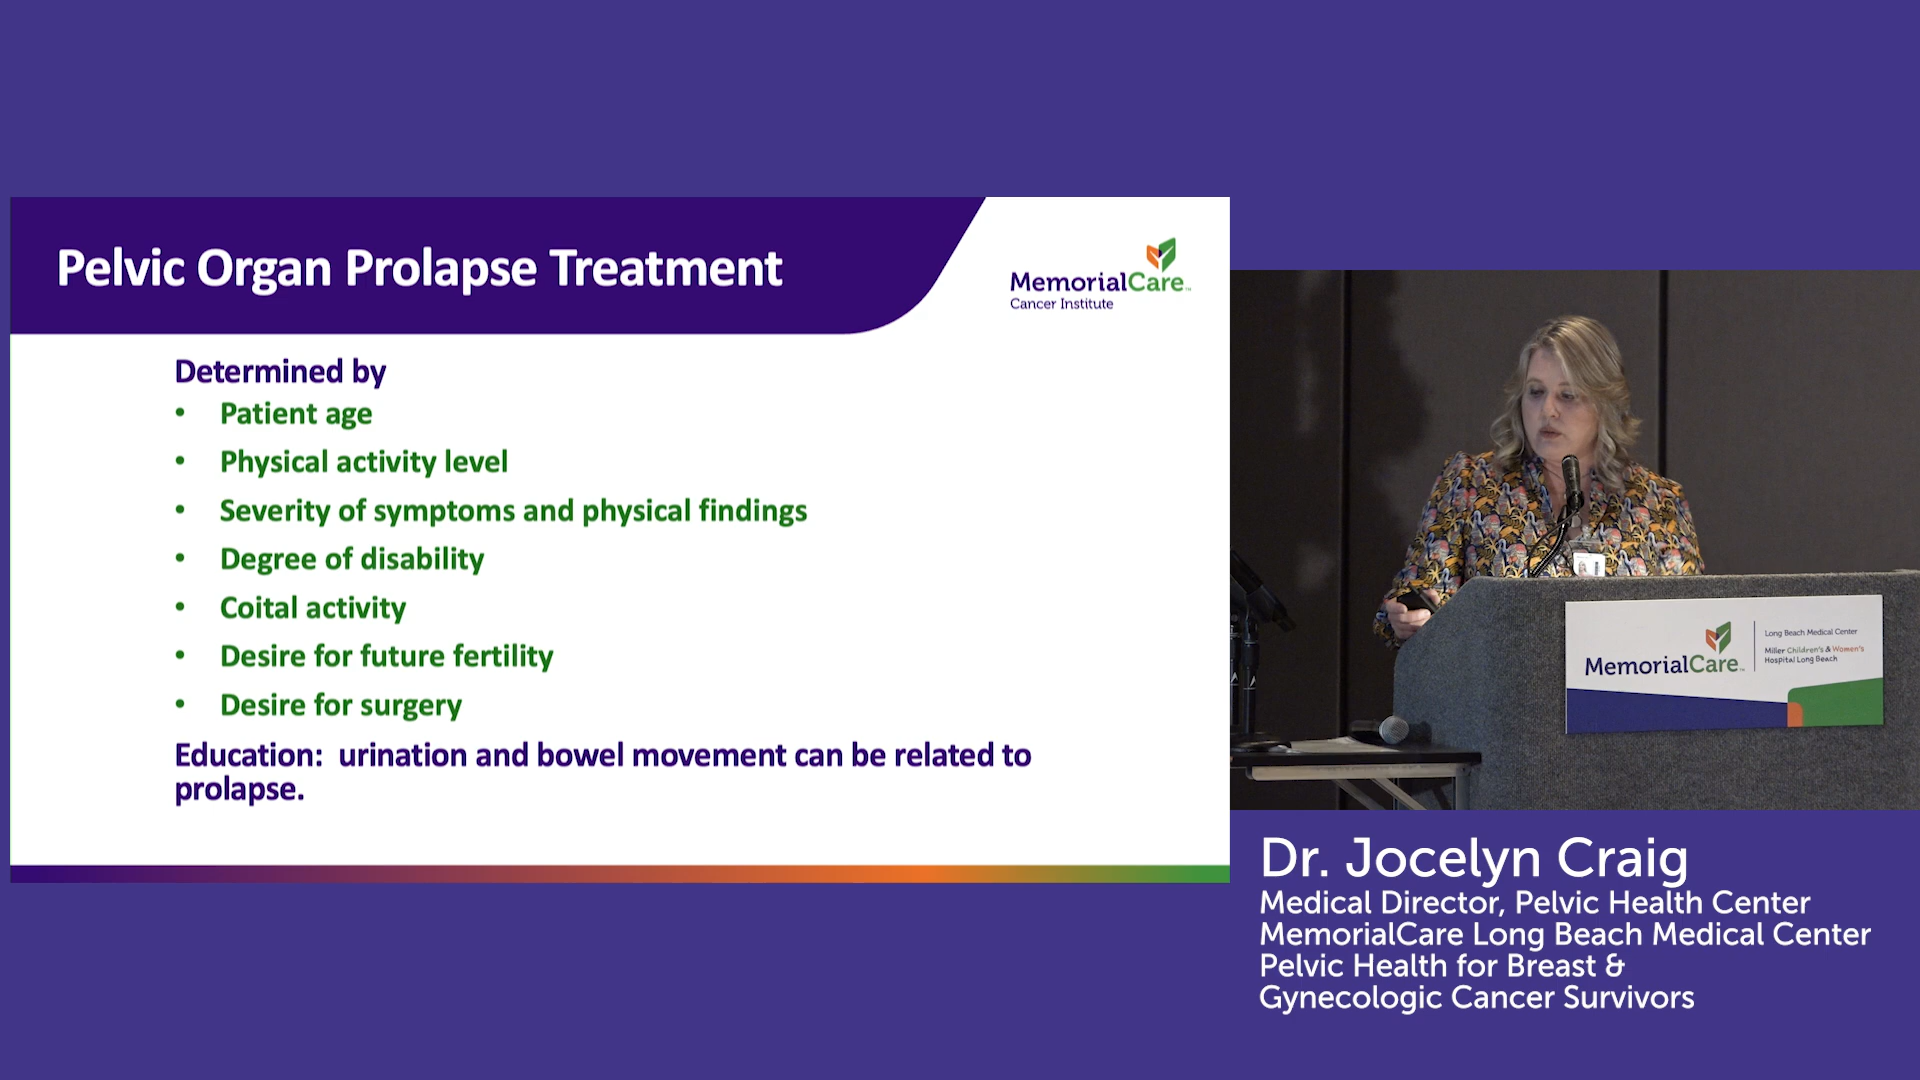 Pelvic Organ Prolapse Treatment
MemorialCare™
Cancer Institute
Determined by
• Patient age
• Physical activity level
• Severity of symptoms and physical findings
• Degree of disability
• Coital activity
• Desire for future fertility
• Desire for surgery
Education: urination and bowel movement can be related to
prolapse.
MemorialCare™
Long Beach Medical Center
Miller Children's & Women's
Hospital Long Beach
Dr. Jocelyn Craig
Medical Director, Pelvic Health Center
MemorialCare Long Beach Medical Center
Pelvic Health for Breast &
Gynecologic Cancer Survivors